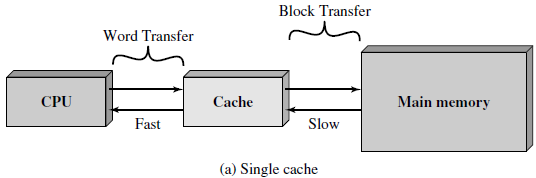 Block Transfer
Word Transfer
CPU
Cache
Main memory
Fast
Slow
(a) Single cache